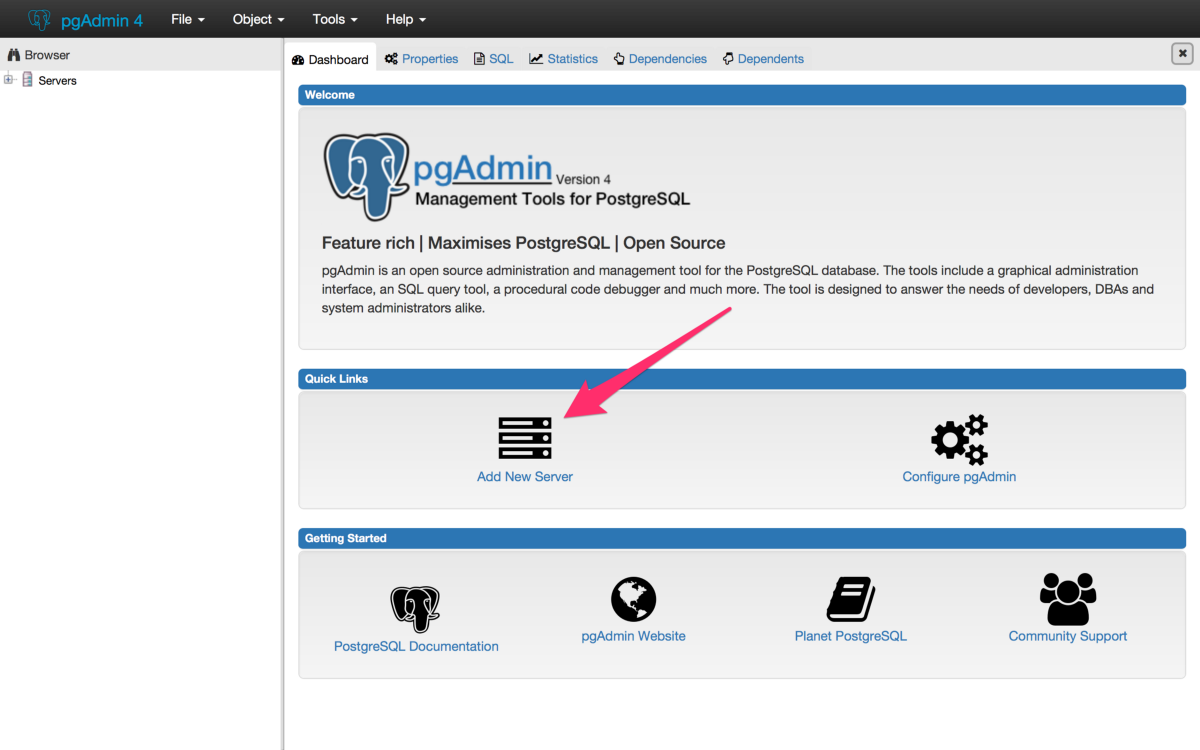 pgAdmin 4 File Object Tools Help
Browser
Servers
Dashboard Properties SQL Statistics Dependencies Dependents
Welcome
pgAdmin Version 4
Management Tools for PostgreSQL
Feature rich | Maximises PostgreSQL | Open Source
pgAdmin is an open source administration and management tool for the PostgreSQL database. The tools include a graphical administration
interface, an SQL query tool, a procedural code debugger and much more. The tool is designed to answer the needs of developers, DBAs and
system administrators alike.
Quick Links
Add New Server Configure pgAdmin
Getting Started
PostgreSQL Documentation pgAdmin Website Planet PostgreSQL Community Support